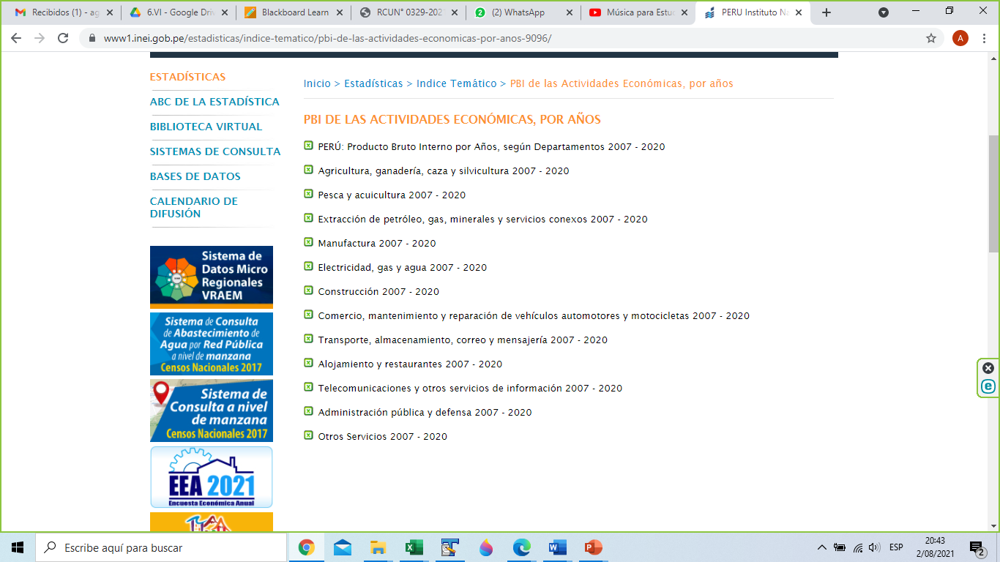 Recibidos (1) - ag
6.VI - Google Driv
Blackboard Learn
RCUN° 0329-2021
(2) WhatsApp
Música para Estud
PERU Instituto Na
www1.inei.gob.pe/estadisticas/indice-tematico/pbi-de-las-actividades-economicas-por-anos-9096/
A
ESTADÍSTICAS
ABC DE LA ESTADÍSTICA
BIBLIOTECA VIRTUAL
SISTEMAS DE CONSULTA
BASES DE DATOS
CALENDARIO DE
DIFUSIÓN
Sistema de
Datos Micro
Regionales
VRAEM
Sistema de Consulta
de Abastecimiento de
Agua por Red Pública
a nivel de manzana
Censos Nacionales 2017
Sistema de
Consulta a nivel
de manzana
Censos Nacionales 2017
EEA 2021
Encuesta Económica Anual
Inicio > Estadísticas > Indice Temático > PBI de las Actividades Económicas, por años
PBI DE LAS ACTIVIDADES ECONÓMICAS, POR AÑOS
PERÚ: Producto Bruto Interno por Años, según Departamentos 2007 - 2020
Agricultura, ganadería, caza y silvicultura 2007 - 2020
Pesca y acuicultura 2007 - 2020
Extracción de petróleo, gas, minerales y servicios conexos 2007 - 2020
Manufactura 2007 - 2020
Electricidad, gas y agua 2007 - 2020
Construcción 2007 - 2020
Comercio, mantenimiento y reparación de vehículos automotores y motocicletas 2007 - 2020
Transporte, almacenamiento, correo y mensajería 2007 - 2020
Alojamiento y restaurantes 2007 - 2020
Telecomunicaciones y otros servicios de información 2007 - 2020
Administración pública y defensa 2007 - 2020
Otros Servicios 2007 - 2020
Escribe aquí para buscar
ESP
20:43
2/08/2021
2